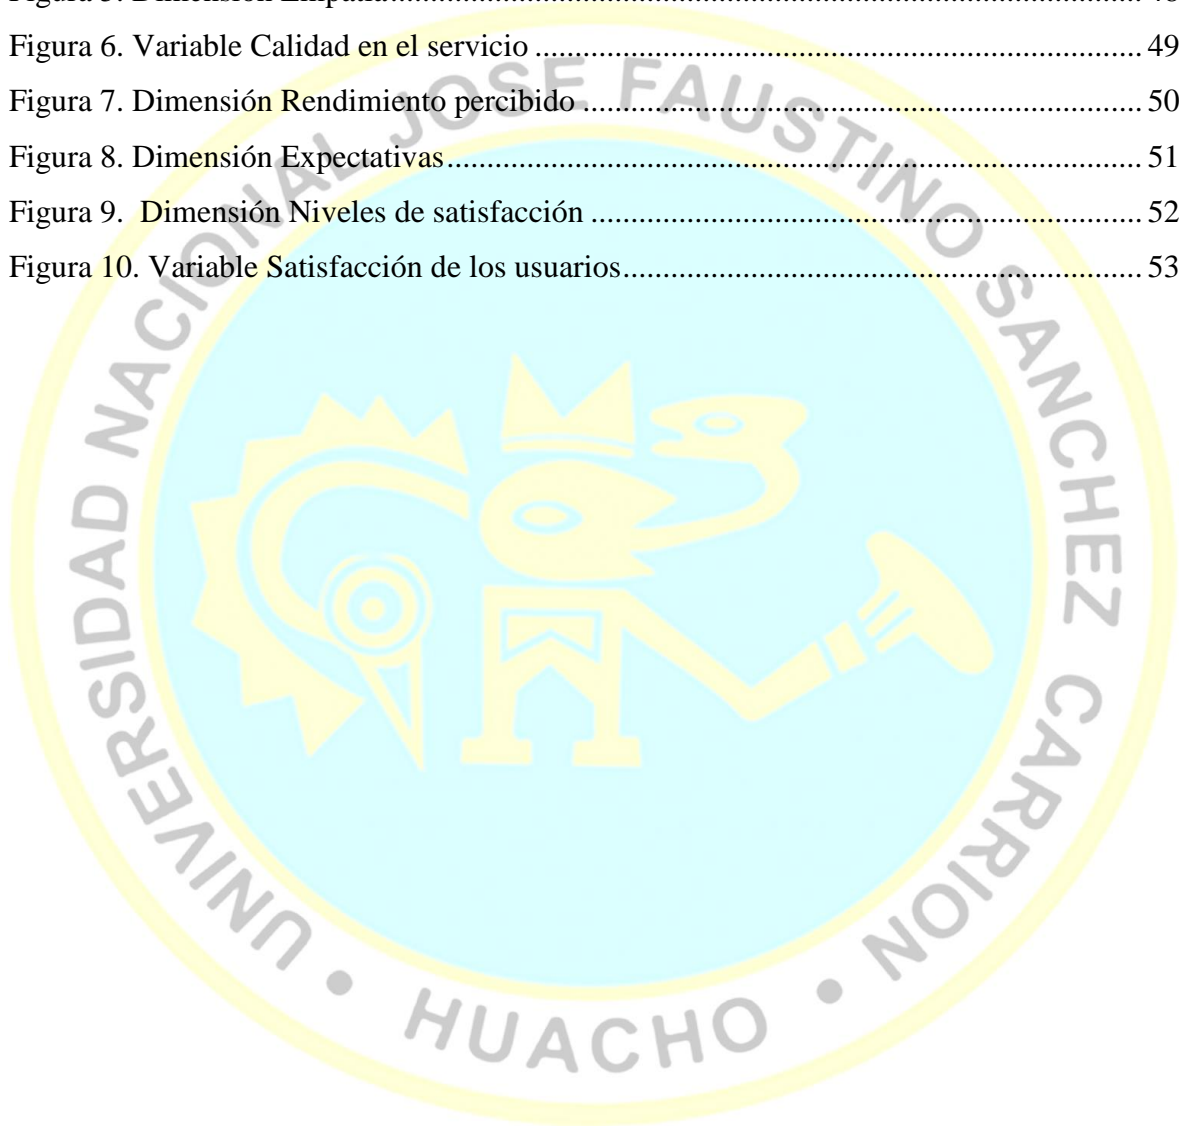 Figura 6. Variable Calidad en el servicio ........................................................................... 49
Figura 7. Dimensión Rendimiento percibido ..................................................................... 50
Figura 8. Dimensión Expectativas...................................................................................... 51
Figura 9.  Dimensión Niveles de satisfacción .................................................................... 52
Figura 10. Variable Satisfacción de los usuarios................................................................ 53
UNIVERSIDAD NACIONAL JOSE FAUSTINO SANCHEZ CARRION
• HUACHO •